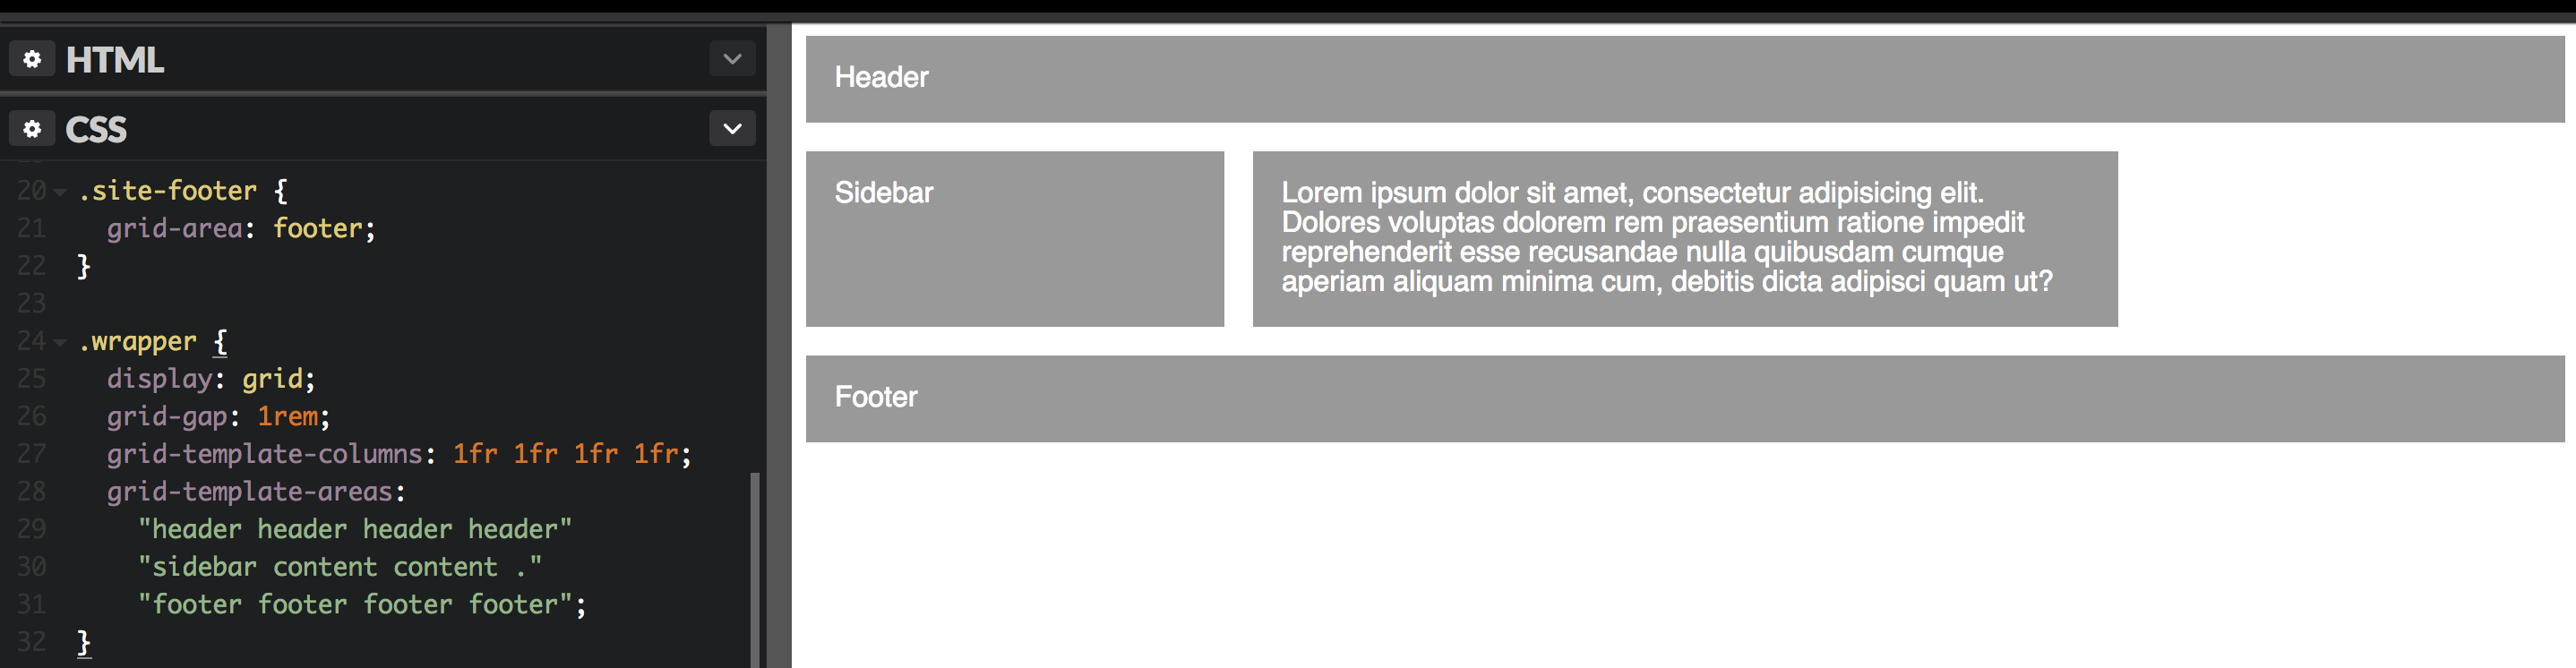 HTML
CSS
20 .site-footer {
21 grid-area: footer;
22 }
23
24 .wrapper {
25 display: grid;
26 grid-gap: 1rem;
27 grid-template-columns: 1fr 1fr 1fr 1fr;
28 grid-template-areas:
29 "header header header header"
30 "sidebar content content ."
31 "footer footer footer footer";
32 }
Header
Sidebar
Lorem ipsum dolor sit amet, consectetur adipisicing elit.
Dolores voluptas dolorem rem praesentium ratione impedit
reprehenderit esse recusandae nulla quibusdam cumque
aperiam aliquam minima cum, debitis dicta adipisci quam ut?
Footer